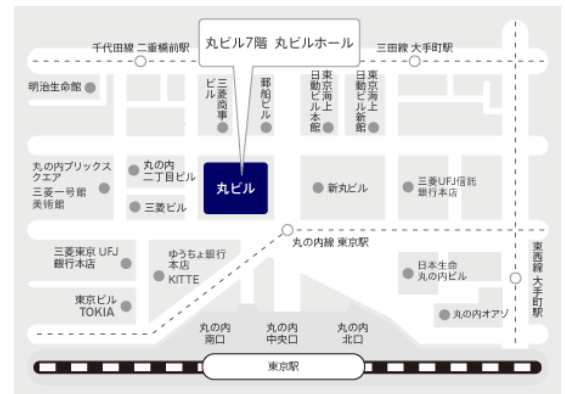 丸ビル7階 丸ビルホール
千代田線 二重橋前駅
三田線 大手町駅
明治生命館
三菱商事
ビル
郵船ビル
東京海上
日動ビル本館
東京海上
日動ビル新館
丸の内ブリックス
クエア
三菱一号館
美術館
丸の内
二丁目ビル
三菱ビル
丸ビル
新丸ビル
三菱UFJ信託
銀行本店
丸の内線 東京駅
三菱東京 UFJ
銀行本店
ゆうちょ銀行
本店
KITTE
日本生命
丸の内ビル
東西線 大手町駅
東京ビル
TOKIA
丸の内オアゾ
丸の内
南口
丸の内
中央口
丸の内
北口
東京駅